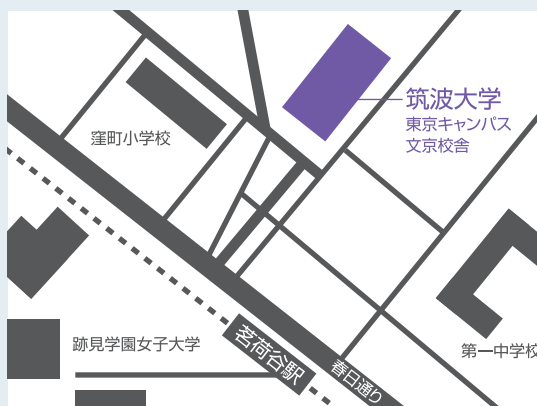 筑波大学
東京キャンパス
文京校舎
窪町小学校
跡見学園女子大学
茗荷谷駅
春日通り
第一中学校